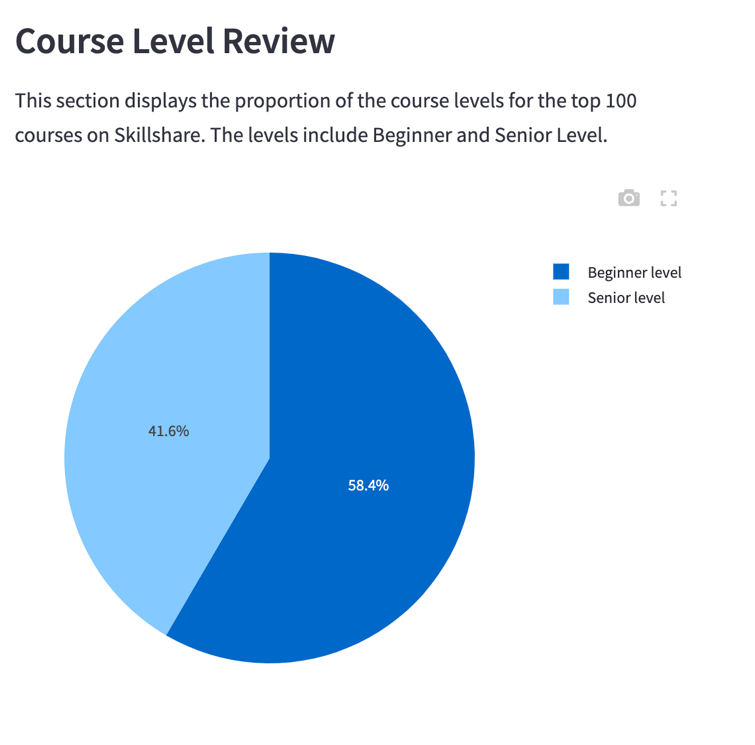 Course Level Review
This section displays the proportion of the course levels for the top 100
courses on Skillshare. The levels include Beginner and Senior Level.
Beginner level
Senior level
41.6%
58.4%